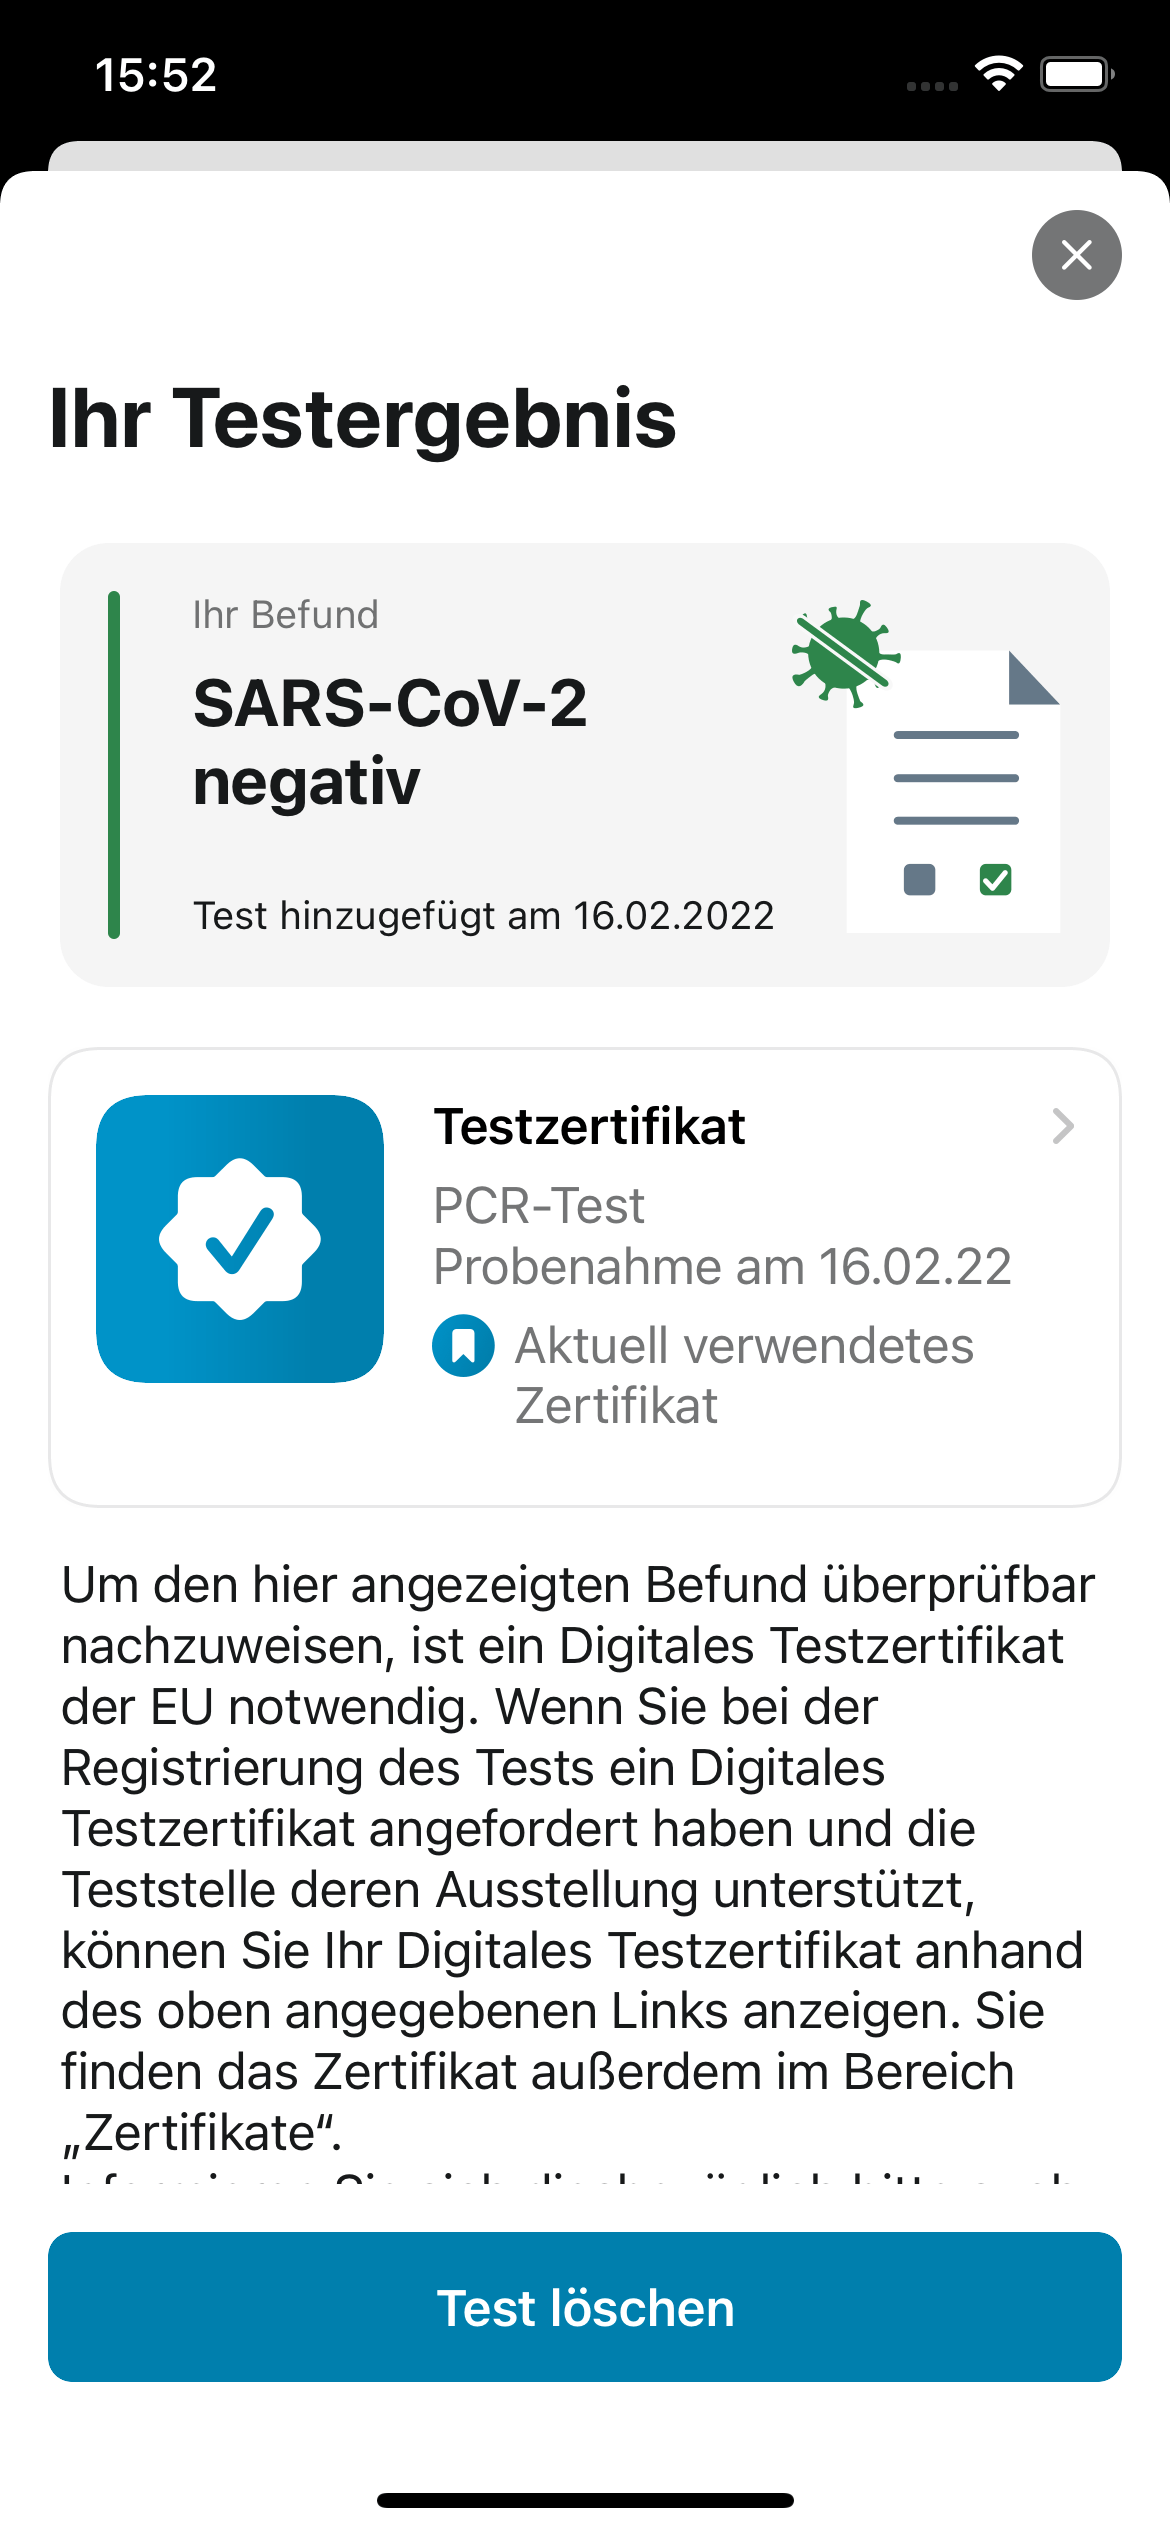 15:52
Ihr Testergebnis
Ihr Befund
SARS-CoV-2
negativ
Test hinzugefügt am 16.02.2022
Testzertifikat
PCR-Test
Probenahme am 16.02.22
Aktuell verwendetes
Zertifikat
Um den hier angezeigten Befund überprüfbar
nachzuweisen, ist ein Digitales Testzertifikat
der EU notwendig. Wenn Sie bei der
Registrierung des Tests ein Digitales
Testzertifikat angefordert haben und die
Teststelle deren Ausstellung unterstützt,
können Sie Ihr Digitales Testzertifikat anhand
des oben angegebenen Links anzeigen. Sie
finden das Zertifikat außerdem im Bereich
„Zertifikate“.
Test löschen